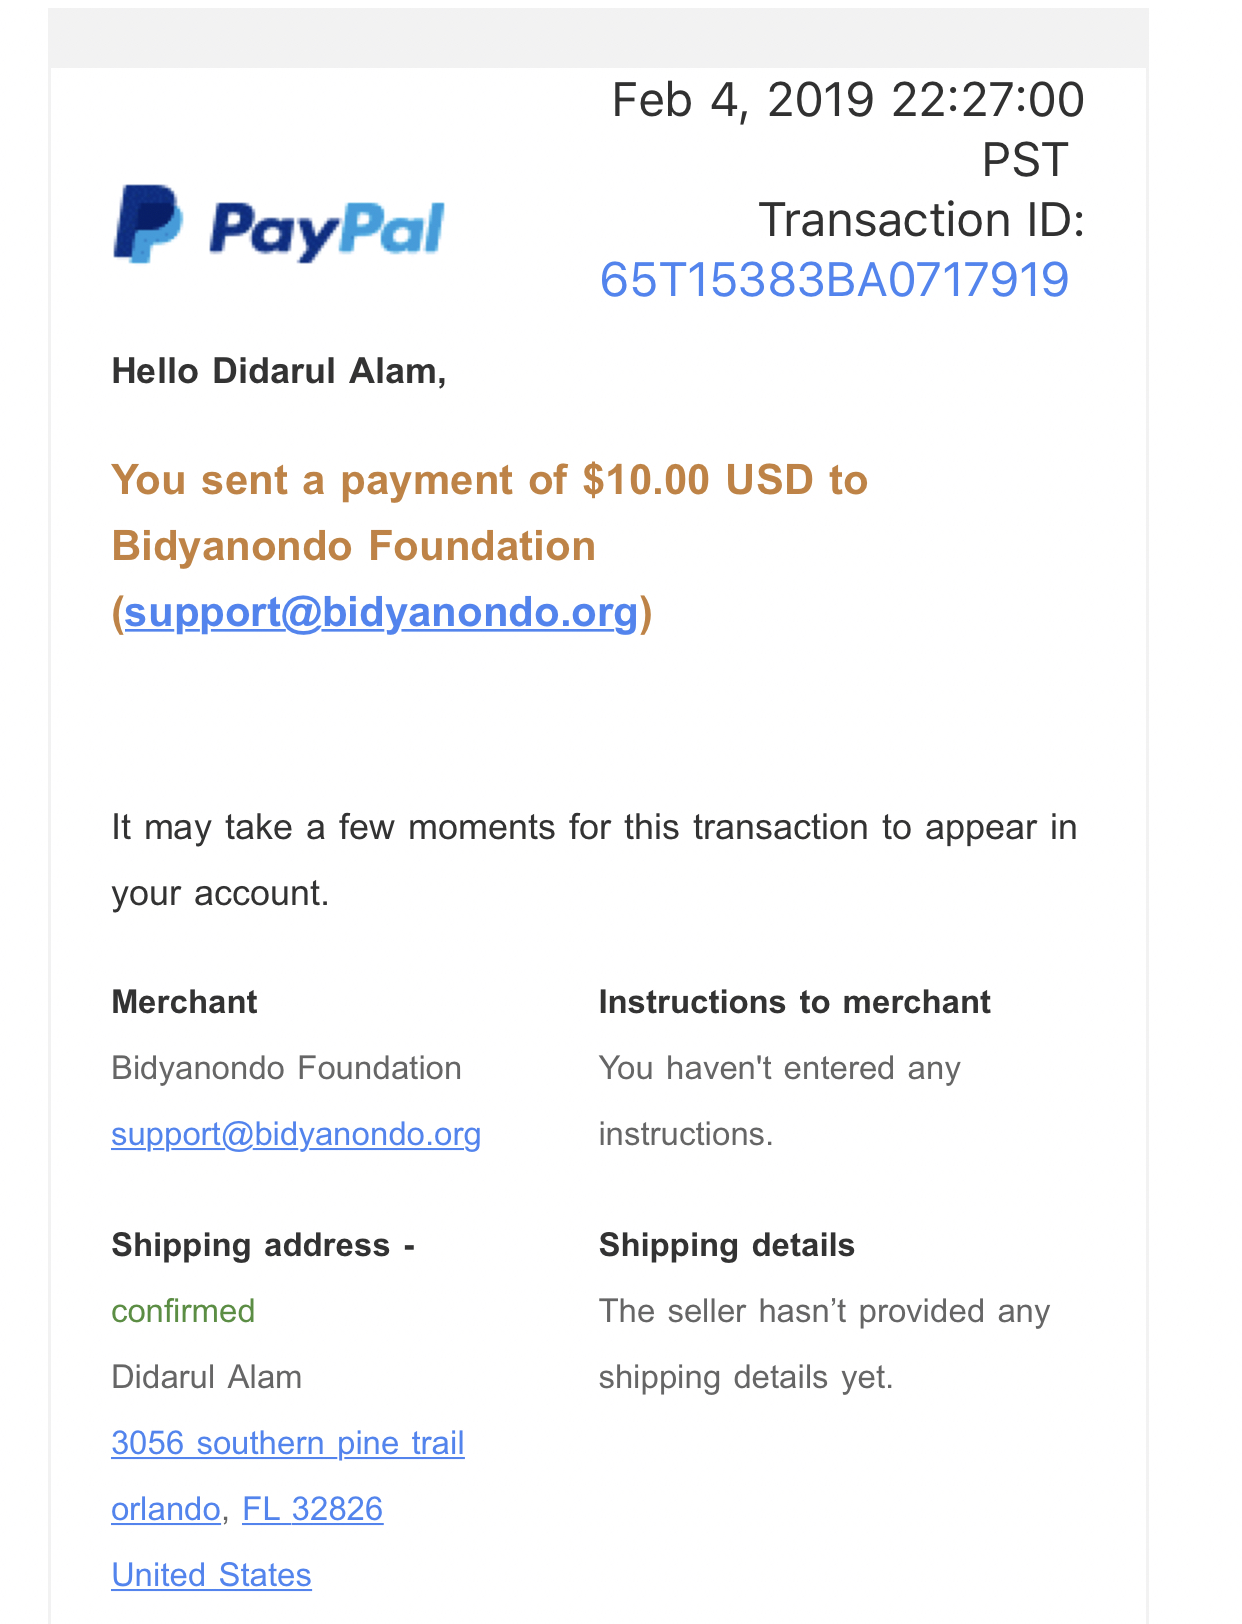 Feb 4, 2019 22:27:00
PST
Transaction ID:
65T15383BA0717919
PayPal
Hello Didarul Alam,
You sent a payment of $10.00 USD to
Bidyanondo Foundation
(support@bidyanondo.org)
It may take a few moments for this transaction to appear in
your account.
Merchant
Bidyanondo Foundation
support@bidyanondo.org
Instructions to merchant
You haven't entered any
instructions.
Shipping address -
confirmed
Didarul Alam
3056 southern pine trail
orlando, FL 32826
United States
Shipping details
The seller hasn’t provided any
shipping details yet.